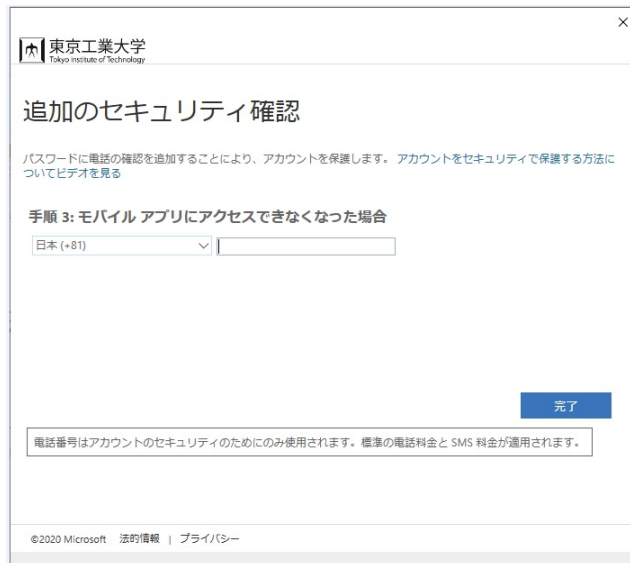 東京工業大学
Tokyo Institute of Technology
追加のセキュリティ確認
パスワードに電話の確認を追加することにより、アカウントを保護します。 アカウントをセキュリティで保護する方法に
ついてビデオを見る
手順 3: モバイル アプリにアクセスできなくなった場合
日本 (+81)
完了
電話番号はアカウントのセキュリティのためにのみ使用されます。標準の電話料金と SMS 料金が適用されます。
©2020 Microsoft 法的情報 | プライバシー